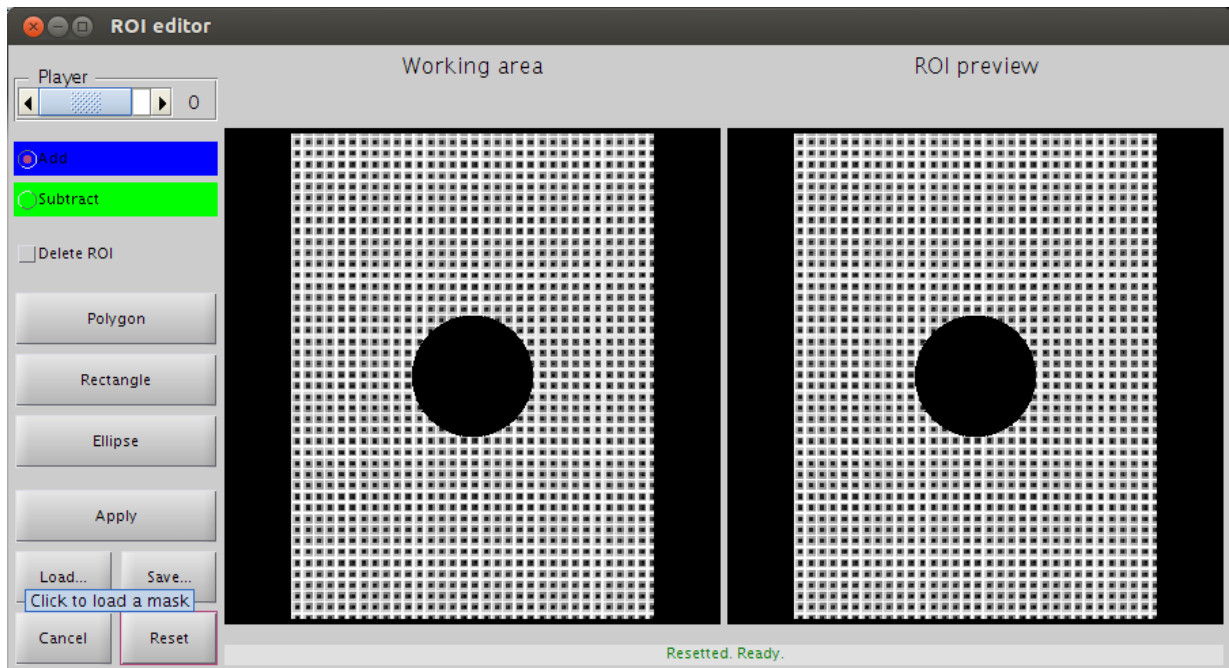 ROI editor
Working area
ROI preview
Player
0
Add
Subtract
Delete ROI
Polygon
Rectangle
Ellipse
Apply
Load...
Save...
Click to load a mask
Cancel
Reset
Resetted. Ready.